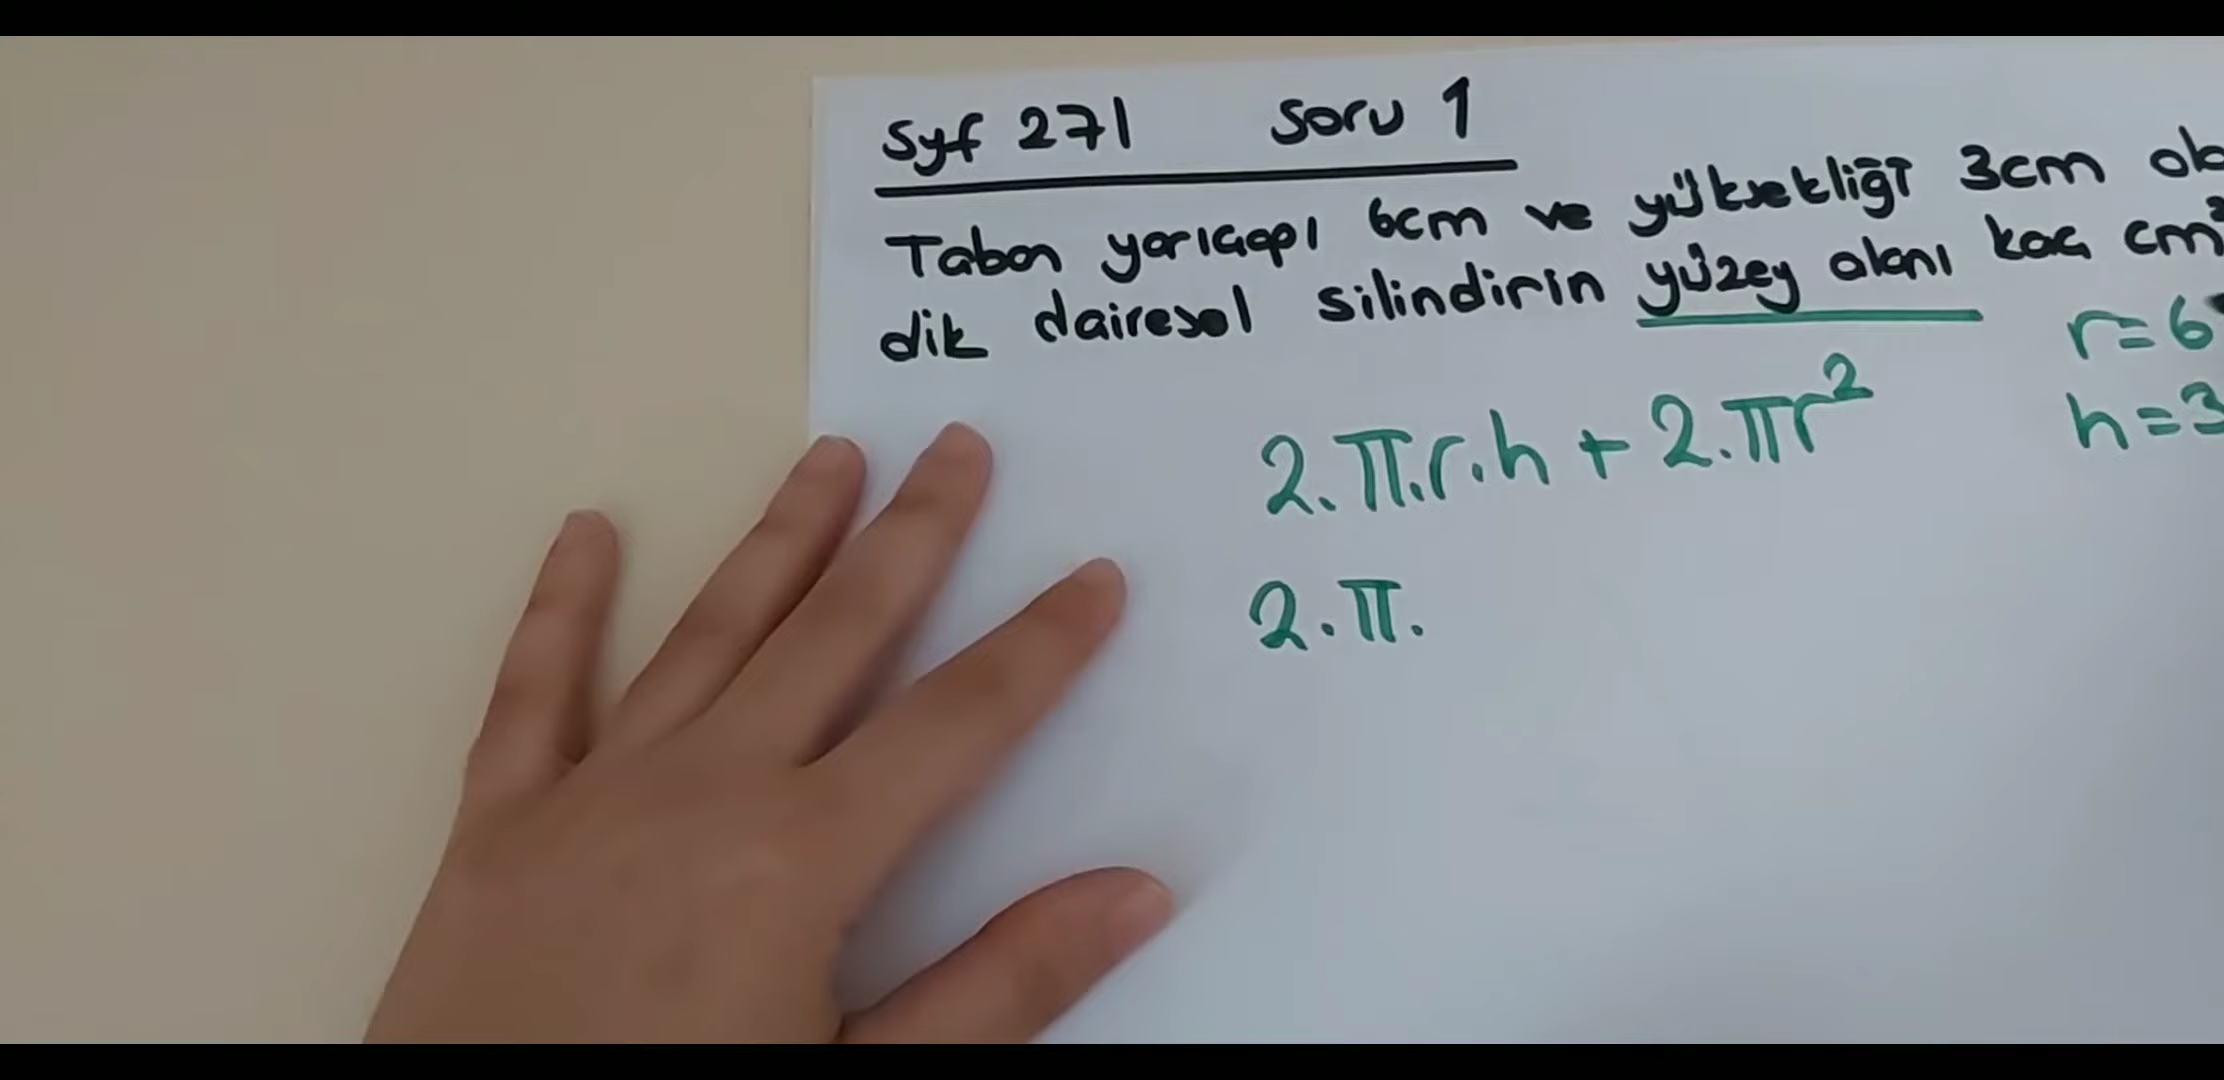 Syf 271 Soru 1
Taban yarıçapı 6cm ve yüksekliği 3cm
dik dairesel silindirin yüzey alanı kaç cm²
r=6
h=3
2.π.r.h + 2.πr²
2.π.